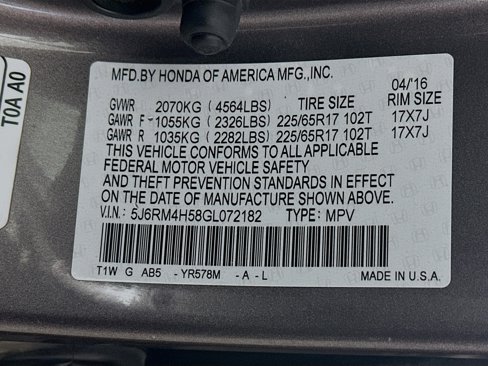 T0A A0
MFD.BY HONDA OF AMERICA MFG.,INC.
04/'16
GVWR 2070KG (4564LBS) TIRE SIZE RIM SIZE
GAWR F 1055KG (2326LBS) 225/65R17 102T 17X7J
GAWR R 1035KG (2282LBS) 225/65R17 102T 17X7J
THIS VEHICLE CONFORMS TO ALL APPLICABLE
FEDERAL MOTOR VEHICLE SAFETY
AND THEFT PREVENTION STANDARDS IN EFFECT
ON THE DATE OF MANUFACTURE SHOWN ABOVE.
V.I.N.: 5J6RM4H58GL072182 TYPE: MPV
T1W G AB5 -YR578M -A-L MADE IN U.S.A.